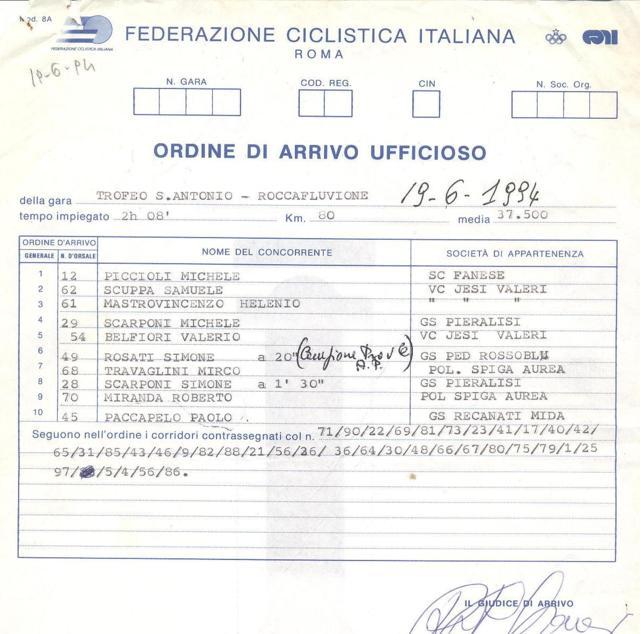 Mod. 8A
FEDERAZIONE CICLISTICA ITALIANA
FEDERAZIONE CICLISTICA ITALIANA
ROMA
19-6-94
N. GARA COD. REG. CIN N. Soc. Org.
ORDINE DI ARRIVO UFFICIOSO
della gara TROFEO S.ANTONIO - ROCCAFLUVIONE 19-6-1994
tempo impiegato 2h 08' Km. 80 media 37.500
ORDINE D'ARRIVO
GENERALE N. D'ORSALE NOME DEL CONCORRENTE SOCIETÀ DI APPARTENENZA
1 12 PICCIOLI MICHELE SC FANESE
2 62 SCUPPA SAMUELE VC JESI VALERI
3 61 MASTROVINCENZO HELENIO " " "
4 29 SCARPONI MICHELE GS PIERALISI
5 54 BELFIORI VALERIO VC JESI VALERI
6 49 ROSATI SIMONE a 20" (Campione Prov le A.P.) GS PED ROSSOBLU
7 68 TRAVAGLINI MIRCO POL. SPIGA AUREA
8 28 SCARPONI SIMONE a 1' 30" GS PIERALISI
9 70 MIRANDA ROBERTO POL SPIGA AUREA
10 45 PACCAPELO PAOLO . GS RECANATI MIDA
Seguono nell'ordine i corridori contrassegnati col n. 71/90/22/69/81/73/23/41/17/40/42/
65/31/85/43/46/9/82/88/21/56/26/ 36/64/30/48/66/67/80/75/79/1/25
97/ /5/4/56/86.
IL GIUDICE DI ARRIVO